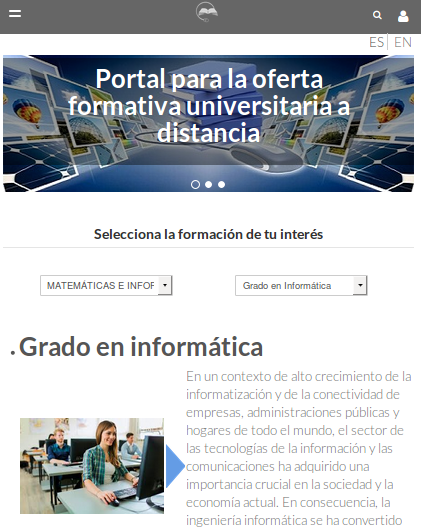 ES EN
Portal para la oferta
formativa universitaria a
distancia
Selecciona la formación de tu interés
MATEMÁTICAS E INFOR
Grado en Informática
Grado en informática
En un contexto de alto crecimiento de la
informatización y de la conectividad de
empresas, administraciones públicas y
hogares de todo el mundo, el sector de
las tecnologías de la información y las
comunicaciones ha adquirido una
importancia crucial en la sociedad y la
economía actual. En consecuencia, la
ingeniería informática se ha convertido